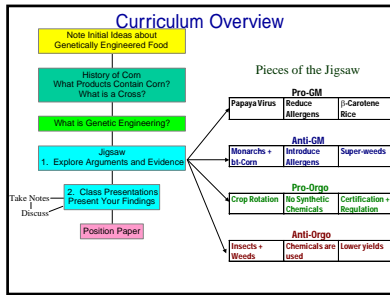 Curriculum Overview
Note Initial Ideas about
Genetically Engineered Food
History of Corn
What Products Contain Corn?
What is a Cross?
What is Genetic Engineering?
Jigsaw
1. Explore Arguments and Evidence
Take Notes
Discuss
2. Class Presentations
Present Your Findings
Position Paper
Pieces of the Jigsaw
Pro-GM
Papaya Virus
Reduce
Allergens
β-Carotene
Rice
Anti-GM
Monarchs +
bt-Corn
Introduce
Allergens
Super-weeds
Pro-Orgo
Crop Rotation
No Synthetic
Chemicals
Certification +
Regulation
Anti-Orgo
Insects +
Weeds
Chemicals are
used
Lower yields